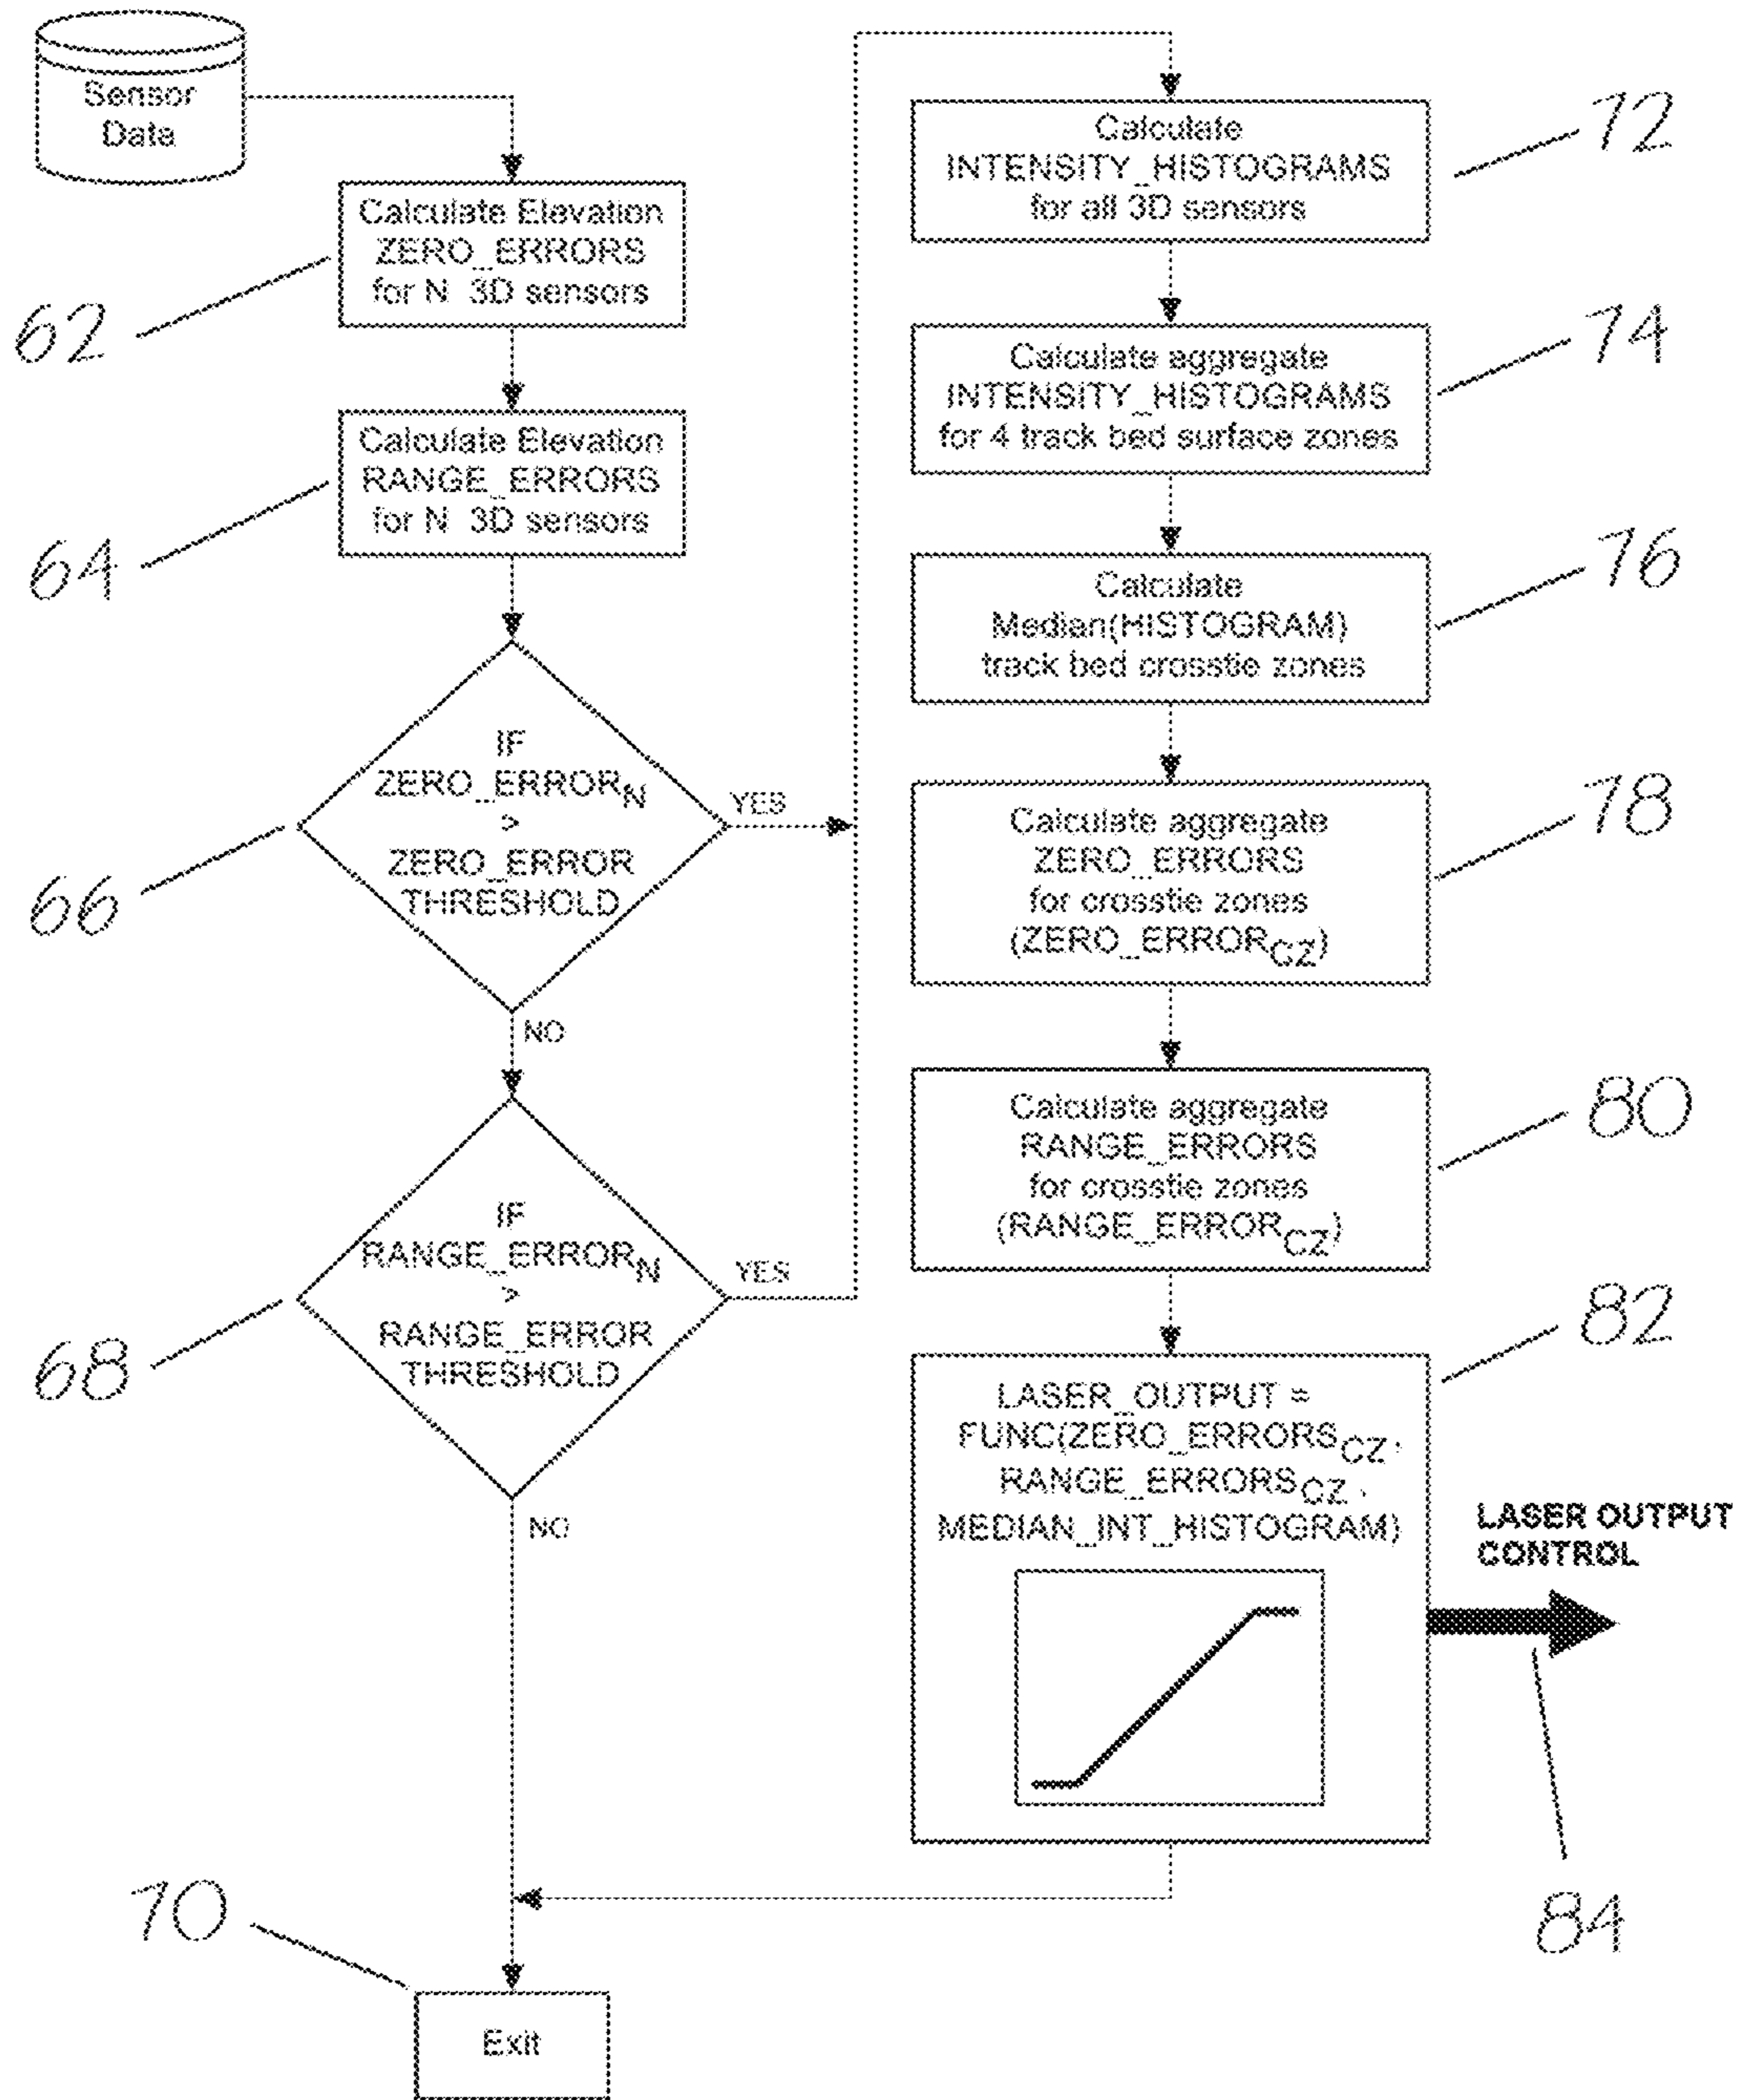 Sensor
Data
Calculate Elevation
ZERO_ERRORS
for N 3D sensors
62
Calculate Elevation
RANGE_ERRORS
for N 3D sensors
64
IF
ZERO_ERRORN
>
ZERO_ERROR
THRESHOLD
YES
66
NO
IF
RANGE_ERRORN
>
RANGE_ERROR
THRESHOLD
YES
68
NO
70
Exit
Calculate
INTENSITY_HISTOGRAMS
for all 3D sensors
72
Calculate aggregate
INTENSITY_HISTOGRAMS
for 4 track bed surface zones
74
Calculate
Median(HISTOGRAM)
track bed crosstie zones
76
Calculate aggregate
ZERO_ERRORS
for crosstie zones
(ZERO_ERRORCZ)
78
Calculate aggregate
RANGE_ERRORS
for crosstie zones
(RANGE_ERRORCZ)
80
LASER_OUTPUT =
FUNC(ZERO_ERRORSCZ,
RANGE_ERRORSCZ,
MEDIAN_INT_HISTOGRAM)
82
LASER OUTPUT
CONTROL
84